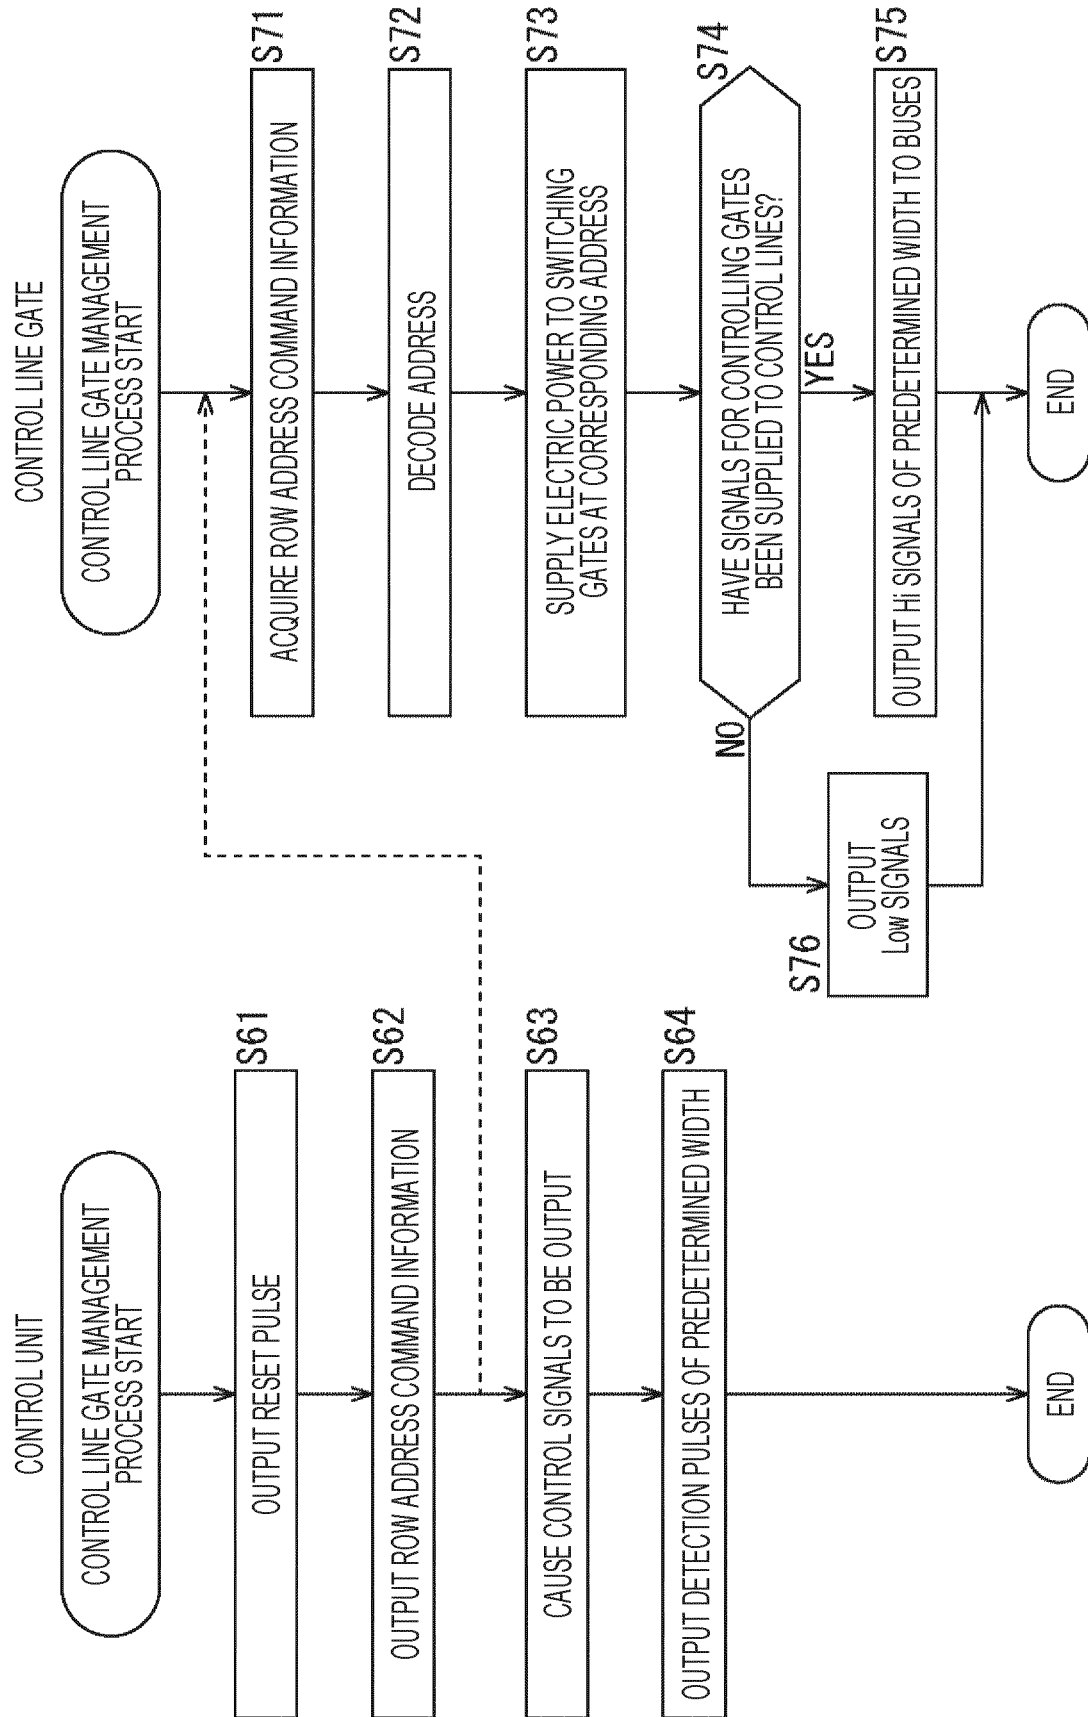 CONTROL UNIT
CONTROL LINE GATE MANAGEMENT
PROCESS START
S61
OUTPUT RESET PULSE
S62
OUTPUT ROW ADDRESS COMMAND INFORMATION
S63
CAUSE CONTROL SIGNALS TO BE OUTPUT
S64
OUTPUT DETECTION PULSES OF PREDETERMINED WIDTH
END
CONTROL LINE GATE
CONTROL LINE GATE MANAGEMENT
PROCESS START
S71
ACQUIRE ROW ADDRESS COMMAND INFORMATION
S72
DECODE ADDRESS
S73
SUPPLY ELECTRIC POWER TO SWITCHING
GATES AT CORRESPONDING ADDRESS
S74
HAVE SIGNALS FOR CONTROLLING GATES
BEEN SUPPLIED TO CONTROL LINES?
NO
YES
S76
OUTPUT
Low SIGNALS
S75
OUTPUT Hi SIGNALS OF PREDETERMINED WIDTH TO BUSES
END